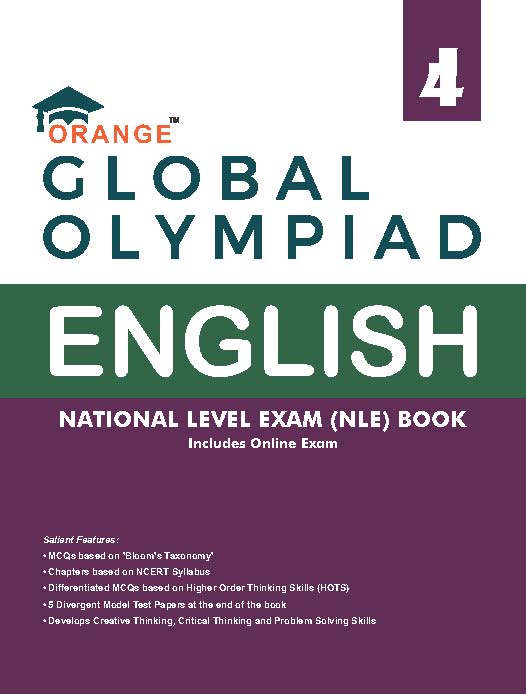 4
ORANGE™
GLOBAL
OLYMPIAD
ENGLISH
NATIONAL LEVEL EXAM (NLE) BOOK
Includes Online Exam
Salient Features:
• MCQs based on 'Bloom's Taxonomy'
• Chapters based on NCERT Syllabus
• Differentiated MCQs based on Higher Order Thinking Skills (HOTS)
• 5 Divergent Model Test Papers at the end of the book
• Develops Creative Thinking, Critical Thinking and Problem Solving Skills